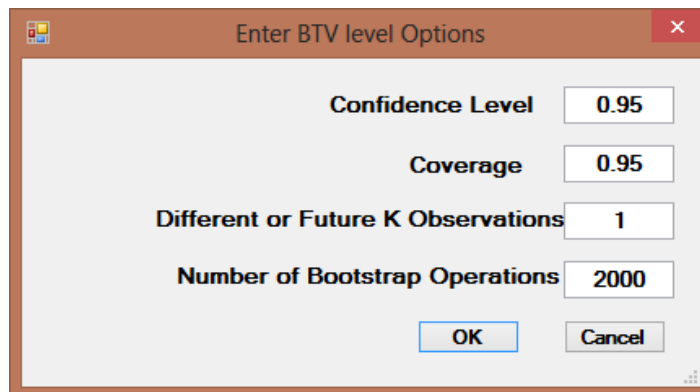 Enter BTV level Options
Confidence Level 0.95
Coverage 0.95
Different or Future K Observations 1
Number of Bootstrap Operations 2000
OK Cancel